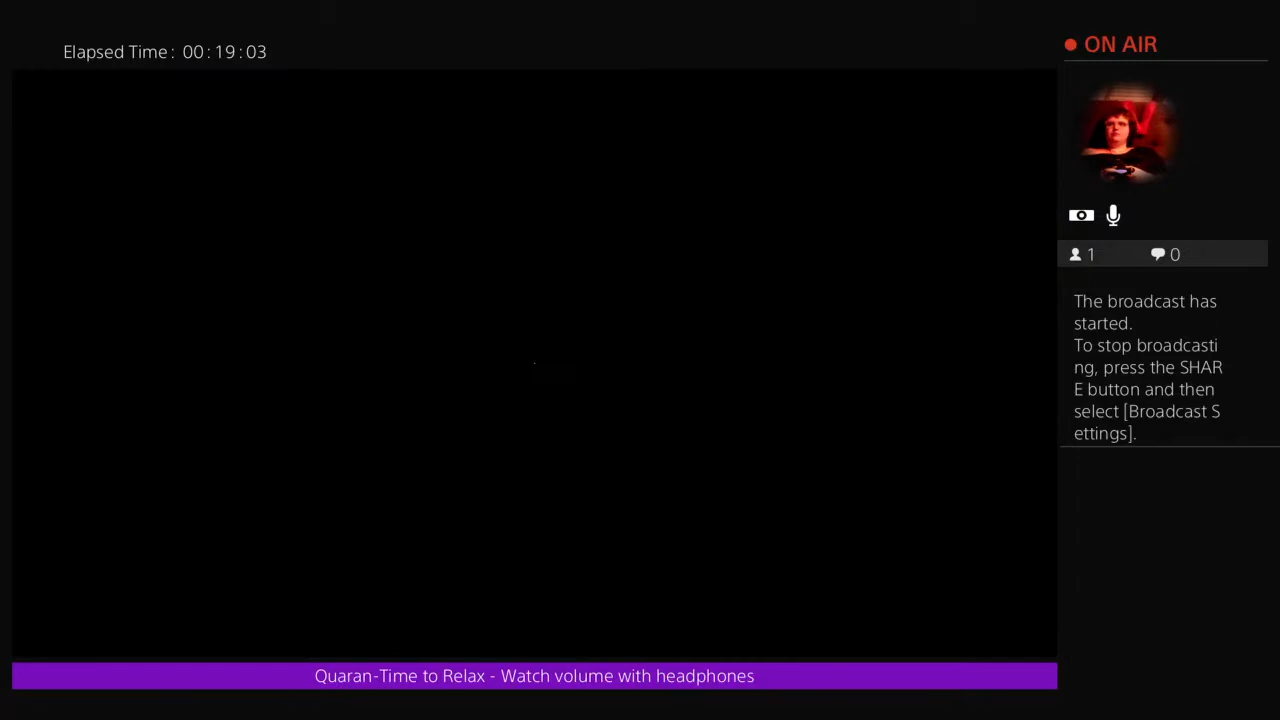 Elapsed Time: 00:19:03
ON AIR
1 0
The broadcast has
started.
To stop broadcasti
ng, press the SHAR
E button and then
select [Broadcast S
ettings].
Quaran-Time to Relax - Watch volume with headphones